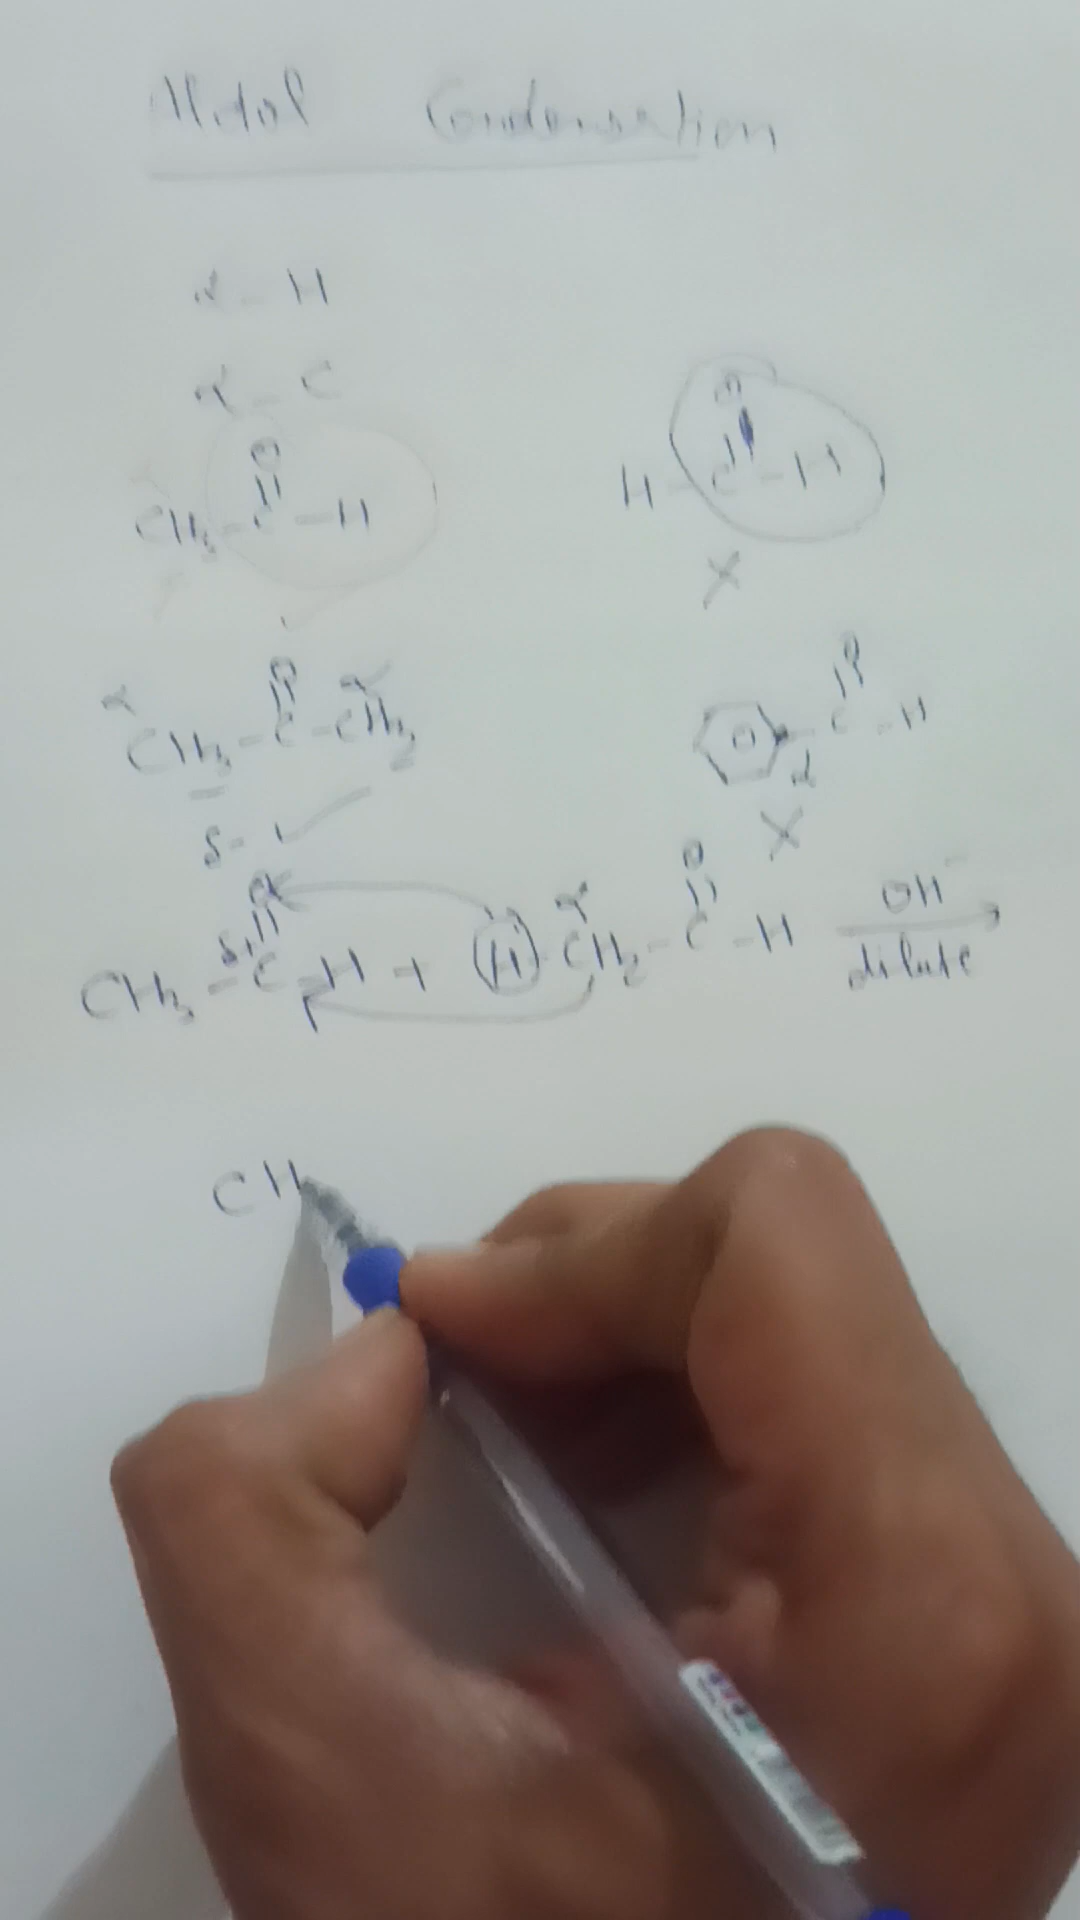 Aldol Condensation
α - H
α - C
O O
CH₃ - C - H H - C - H
X
α O α O
CH₃ - C - CH₃ C - H
α
X
O α O OH⁻
CH₃ - C - H + H CH₂ - C - H dilute
CH